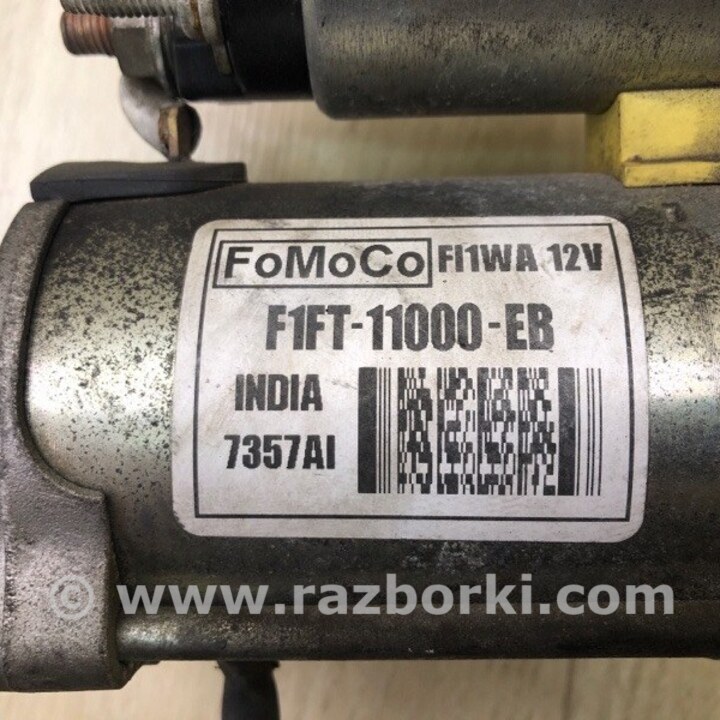 FoMoCo FI1WA 12V
F1FT-11000-EB
INDIA
7357AI
© www.razborki.com